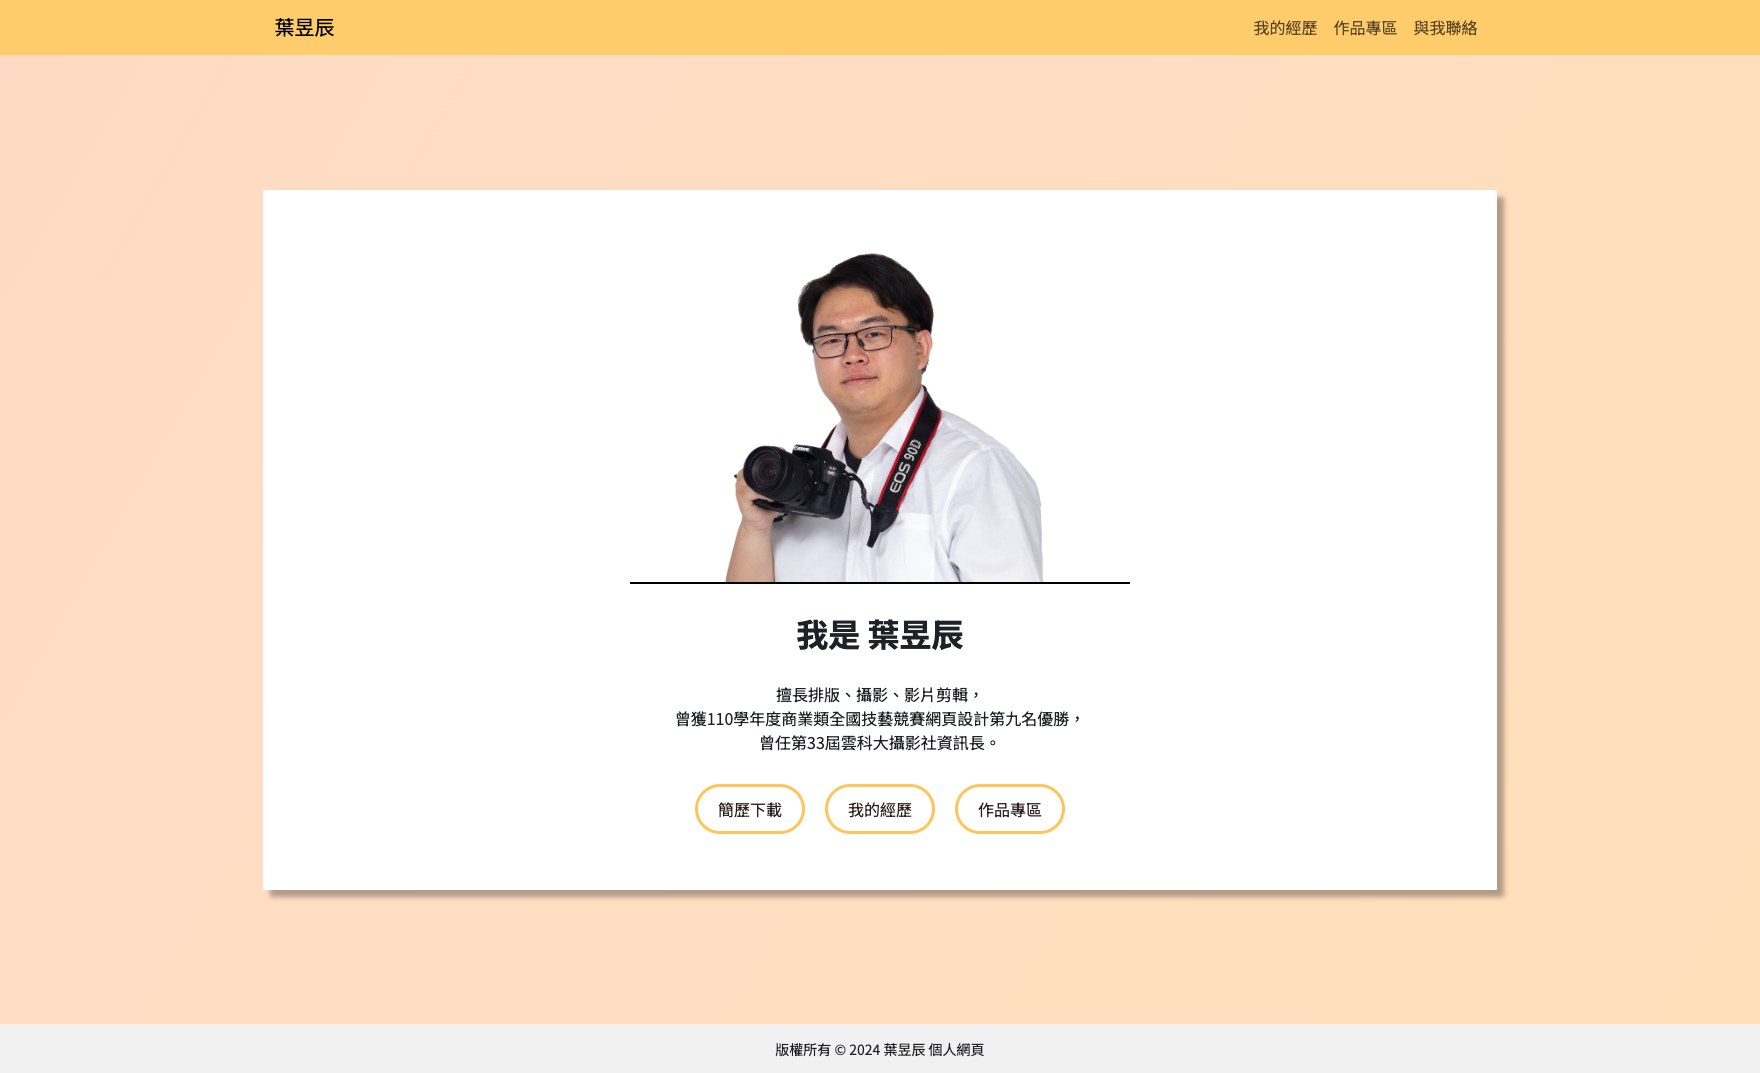 葉昱辰
我的經歷 作品專區 與我聯絡
Canon
EOS 90D
我是 葉昱辰
擅長排版、攝影、影片剪輯，
曾獲110學年度商業類全國技藝競賽網頁設計第九名優勝，
曾任第33屆雲科大攝影社資訊長。
簡歷下載 我的經歷 作品專區
版權所有 © 2024 葉昱辰 個人網頁